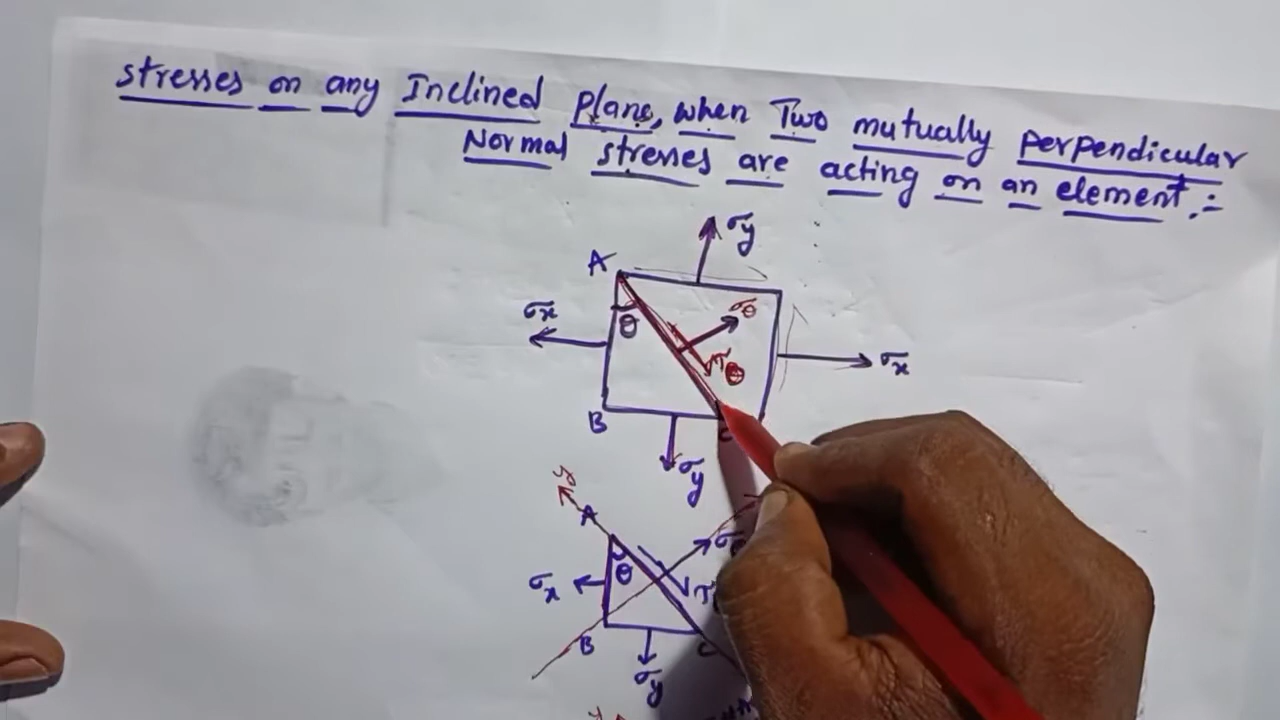 stresses on any Inclined Plane, when Two mutually perpendicular
Normal stresses are acting on an element :-
σy
A
σx
θ
σθ
τθ
σx
B
C
σy
y
A
σx
θ
B
C
σy